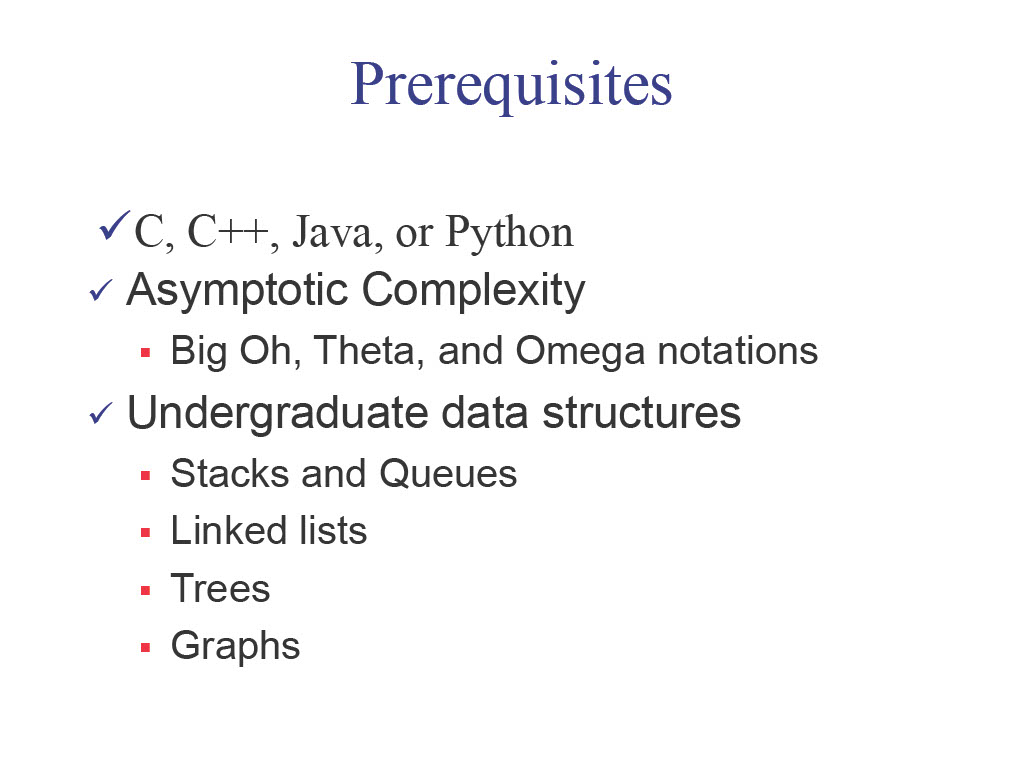 Prerequisites
C, C++, Java, or Python
Asymptotic Complexity
Big Oh, Theta, and Omega notations
Undergraduate data structures
Stacks and Queues
Linked lists
Trees
Graphs